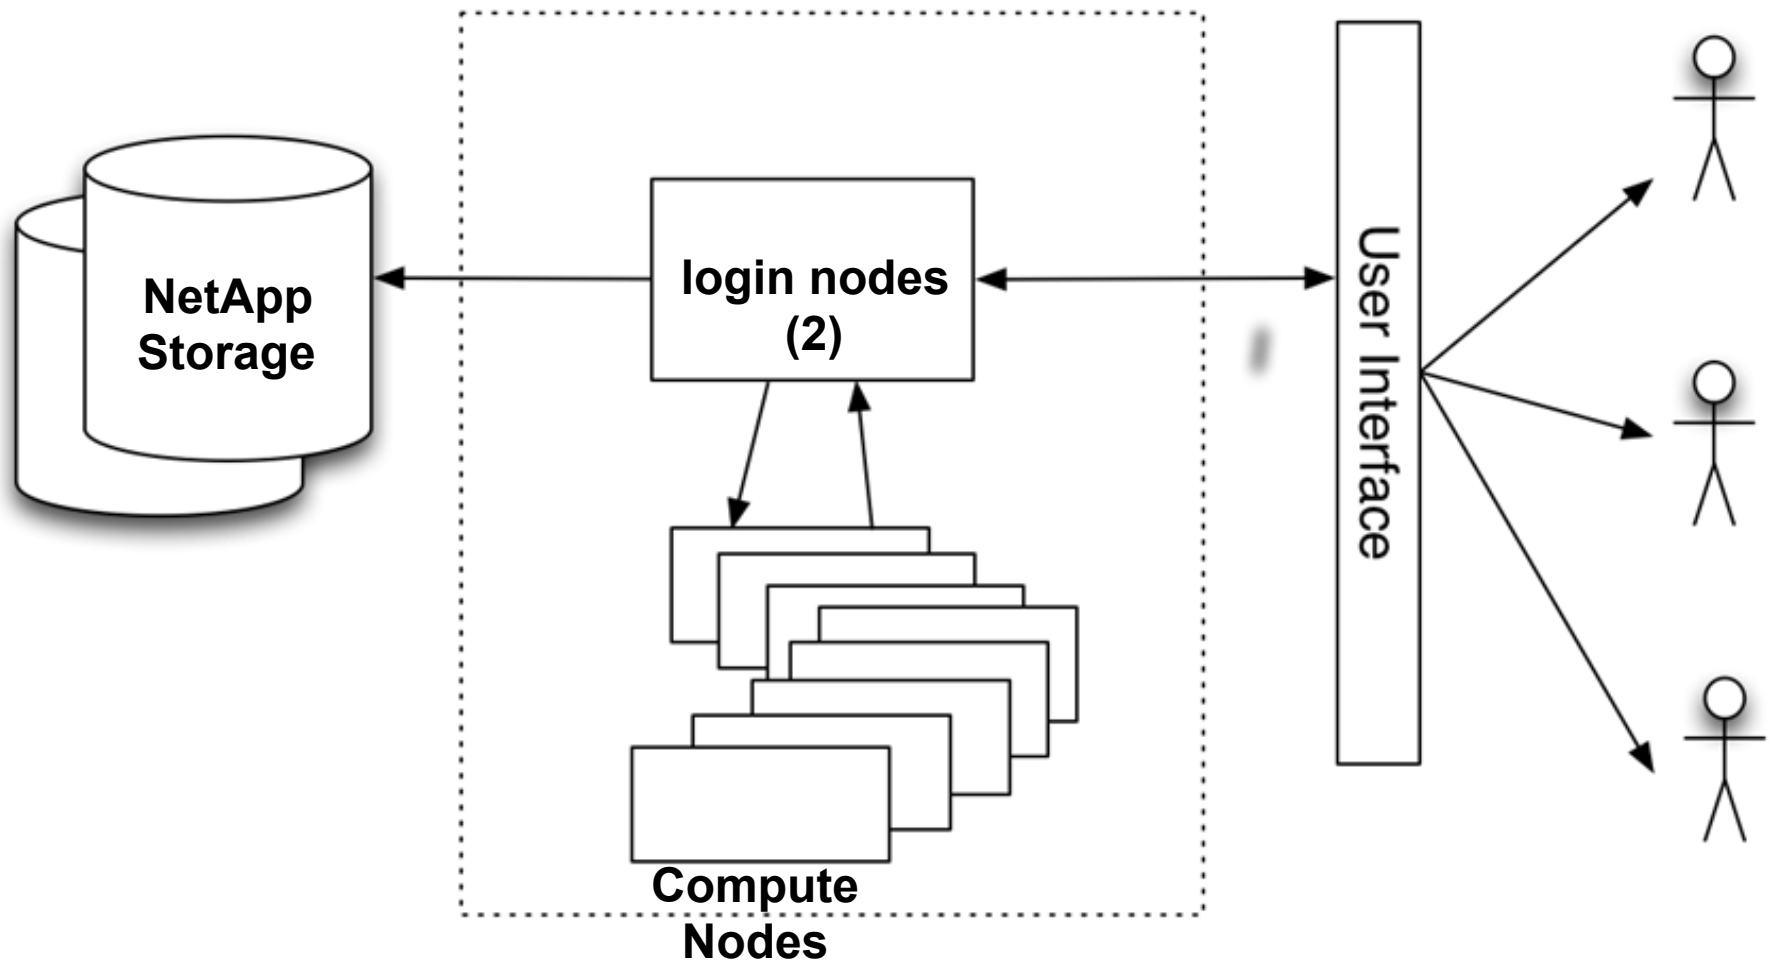 NetApp
Storage
login nodes
(2)
User Interface
Compute
Nodes